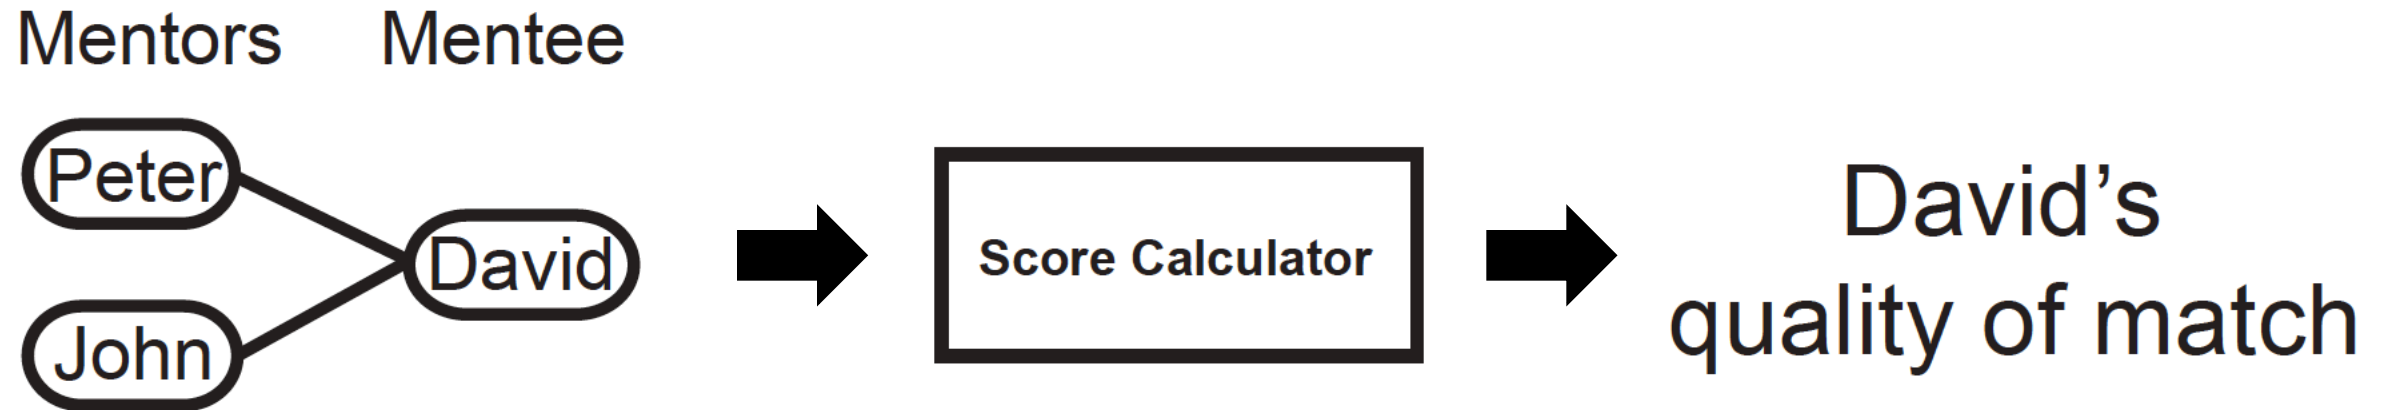 Mentors Mentee
Peter
David
John
Score Calculator
David’s
quality of match